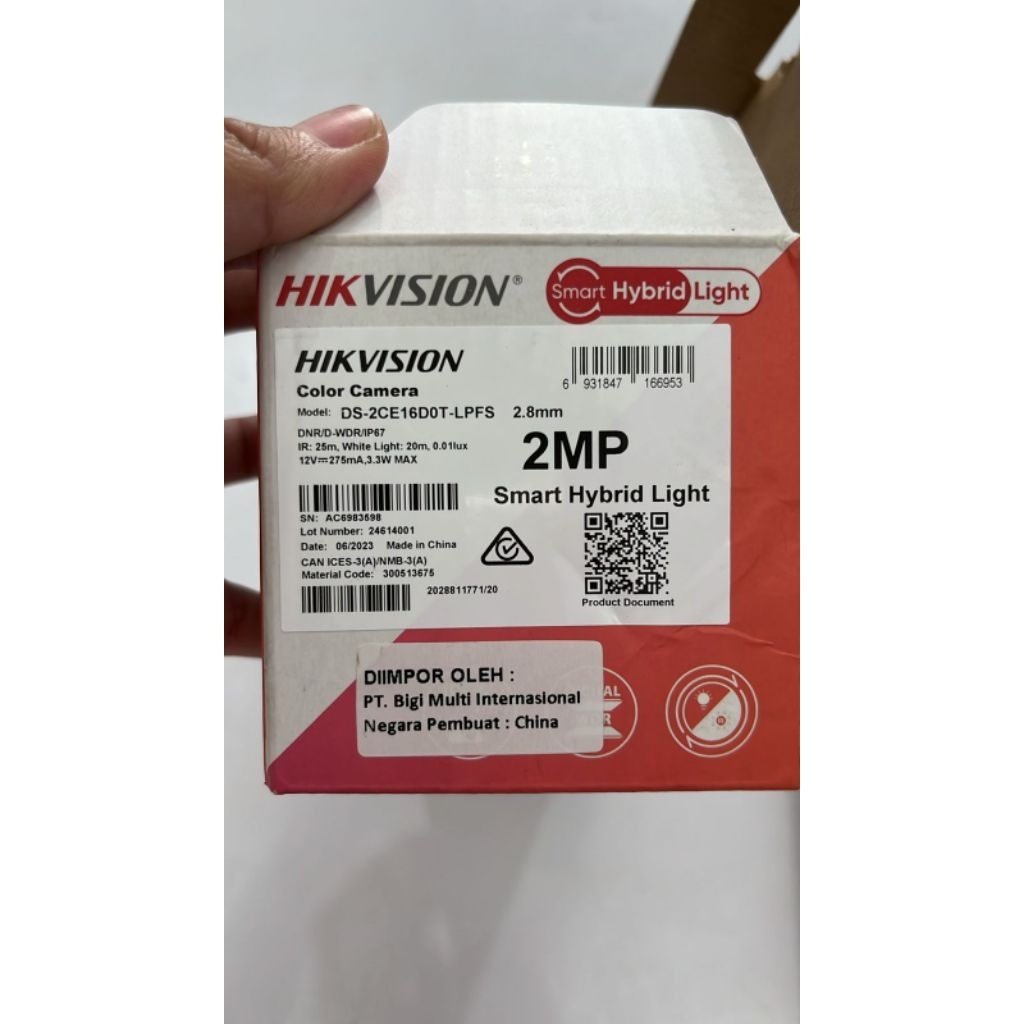 HIKVISION®
Smart Hybrid Light
HIKVISION
Color Camera
Model: DS-2CE16D0T-LPFS 2.8mm
DNR/D-WDR/IP67
IR: 25m, White Light: 20m, 0.01lux
12V⎓275mA,3.3W MAX
6 931847 166953
2MP
Smart Hybrid Light
SN: AC6983598
Lot Number: 24614001
Date: 06/2023 Made in China
CAN ICES-3(A)/NMB-3(A)
Material Code: 300513675
2028811771/20
Product Document
DIIMPOR OLEH :
PT. Bigi Multi Internasional
Negara Pembuat : China